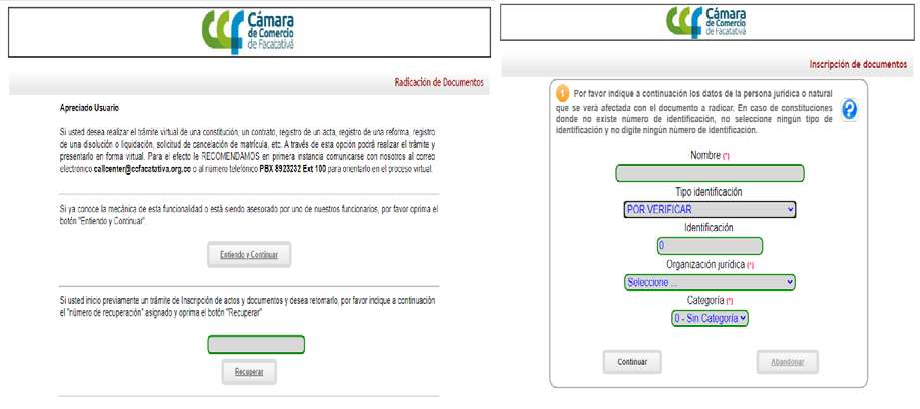 Cámara
de Comercio
de Facatativá
Radicación de Documentos
Apreciado Usuario
Si usted desea realizar el trámite virtual de una constitución, un contrato, registro de un acta, registro de una reforma, registro
de una disolución o liquidación, solicitud de cancelación de matrícula, etc. A través de esta opción podrá realizar el trámite y
presentarlo en forma virtual. Para el efecto le RECOMENDAMOS en primera instancia comunicarse con nosotros al correo
electrónico callcenter@ccfacatativa.org.co o al número telefónico PBX 8923232 Ext 100 para orientarlo en el proceso virtual.
Si ya conoce la mecánica de esta funcionalidad o está siendo asesorado por uno de nuestros funcionarios, por favor oprima el
botón "Entiendo y Continuar".
Entiendo y Continuar
Si usted inicio previamente un trámite de Inscripción de actos y documentos y desea retomarlo, por favor indique a continuación
el "número de recuperación" asignado y oprima el botón "Recuperar"
Recuperar
Cámara
de Comercio
de Facatativá
Inscripción de documentos
Por favor indique a continuación los datos de la persona jurídica o natural
que se verá afectada con el documento a radicar. En caso de constituciones
donde no existe número de identificación, no seleccione ningún tipo de
identificación y no digite ningún número de identificación.
Nombre (*)
Tipo identificación
POR VERIFICAR
Identificación
0
Organización jurídica (*)
Seleccione ...
Categoría (*)
0 - Sin Categoría
Continuar
Abandonar